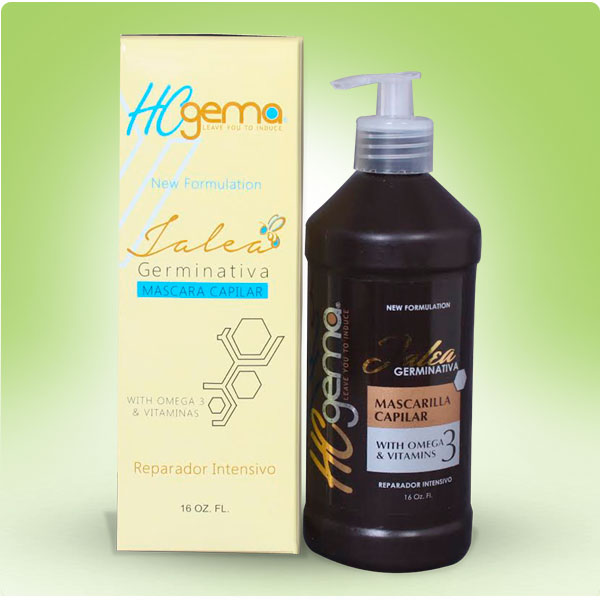 HCgema®
LEAVE YOU TO INDUCE
New Formulation
Jalea
Germinativa
MASCARA CAPILAR
WITH OMEGA 3
& VITAMINAS
Reparador Intensivo
16 OZ. FL.
HCgema®
LEAVE YOU TO INDUCE
NEW FORMULATION
Jalea
GERMINATIVA
MASCARILLA
CAPILAR
WITH OMEGA 3
& VITAMINS
REPARADOR INTENSIVO
16 Oz. FL.